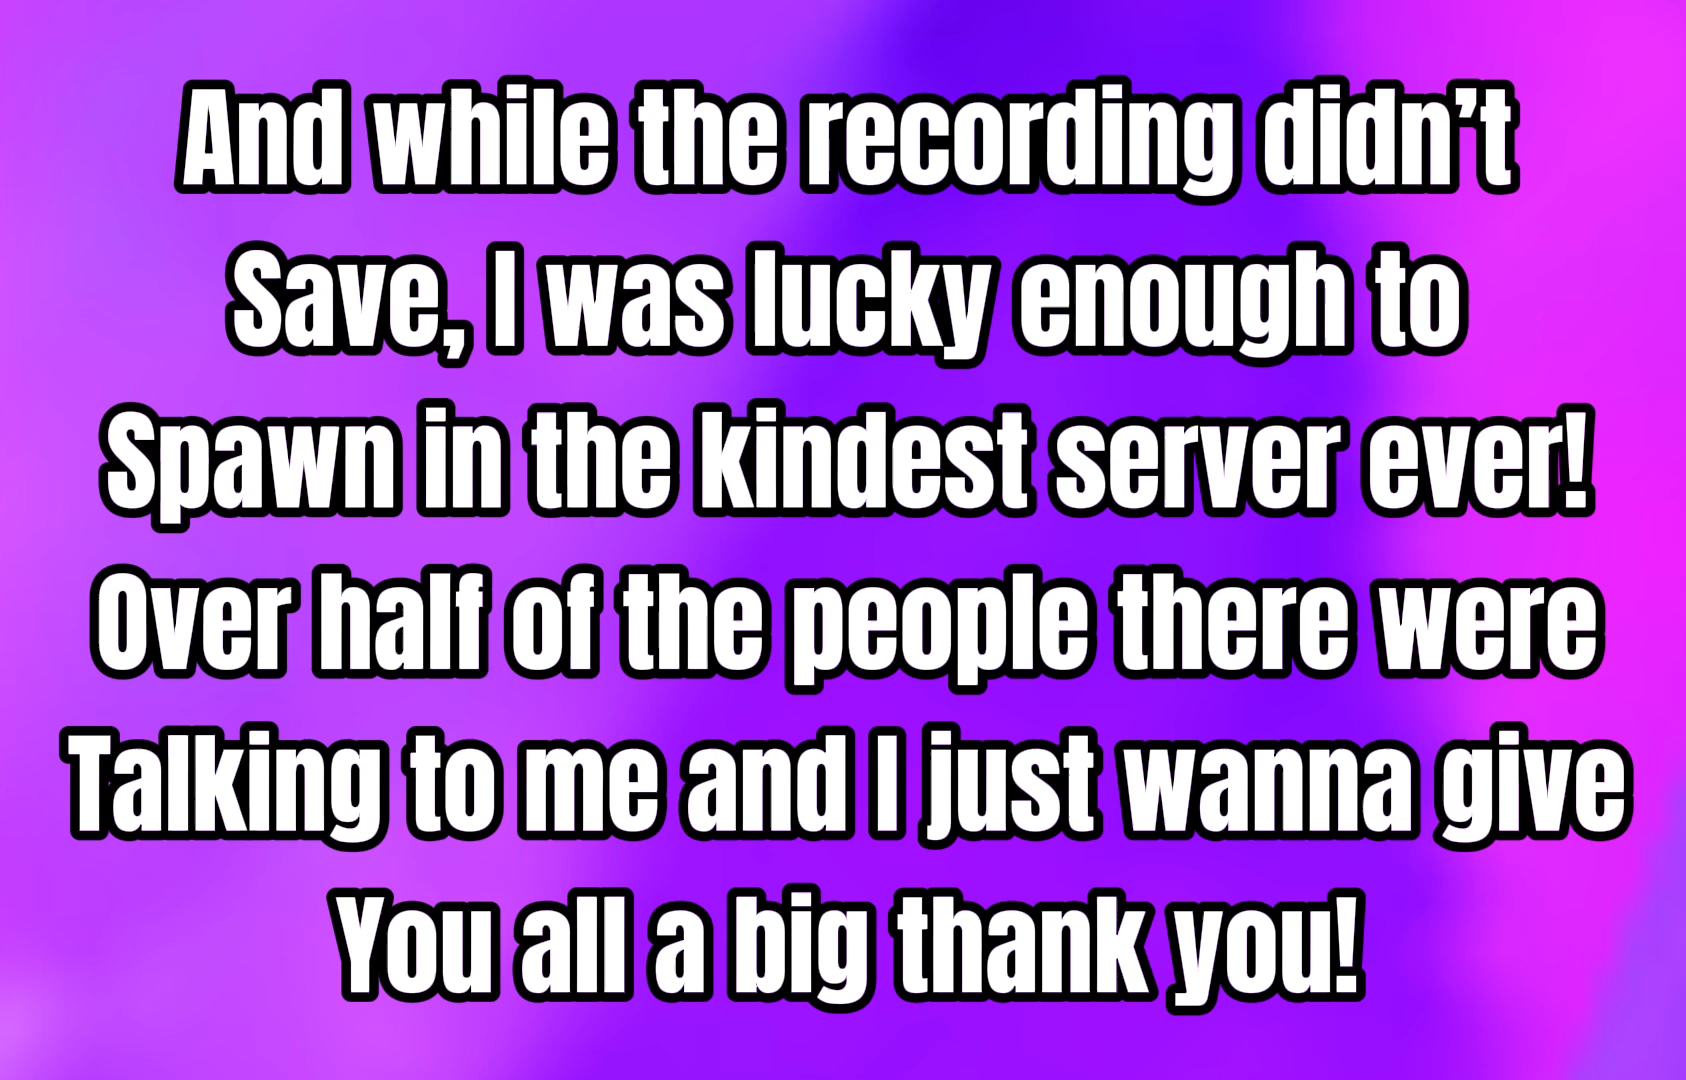 And while the recording didn’t
Save, I was lucky enough to
Spawn in the kindest server ever!
Over half of the people there were
Talking to me and I just wanna give
You all a big thank you!